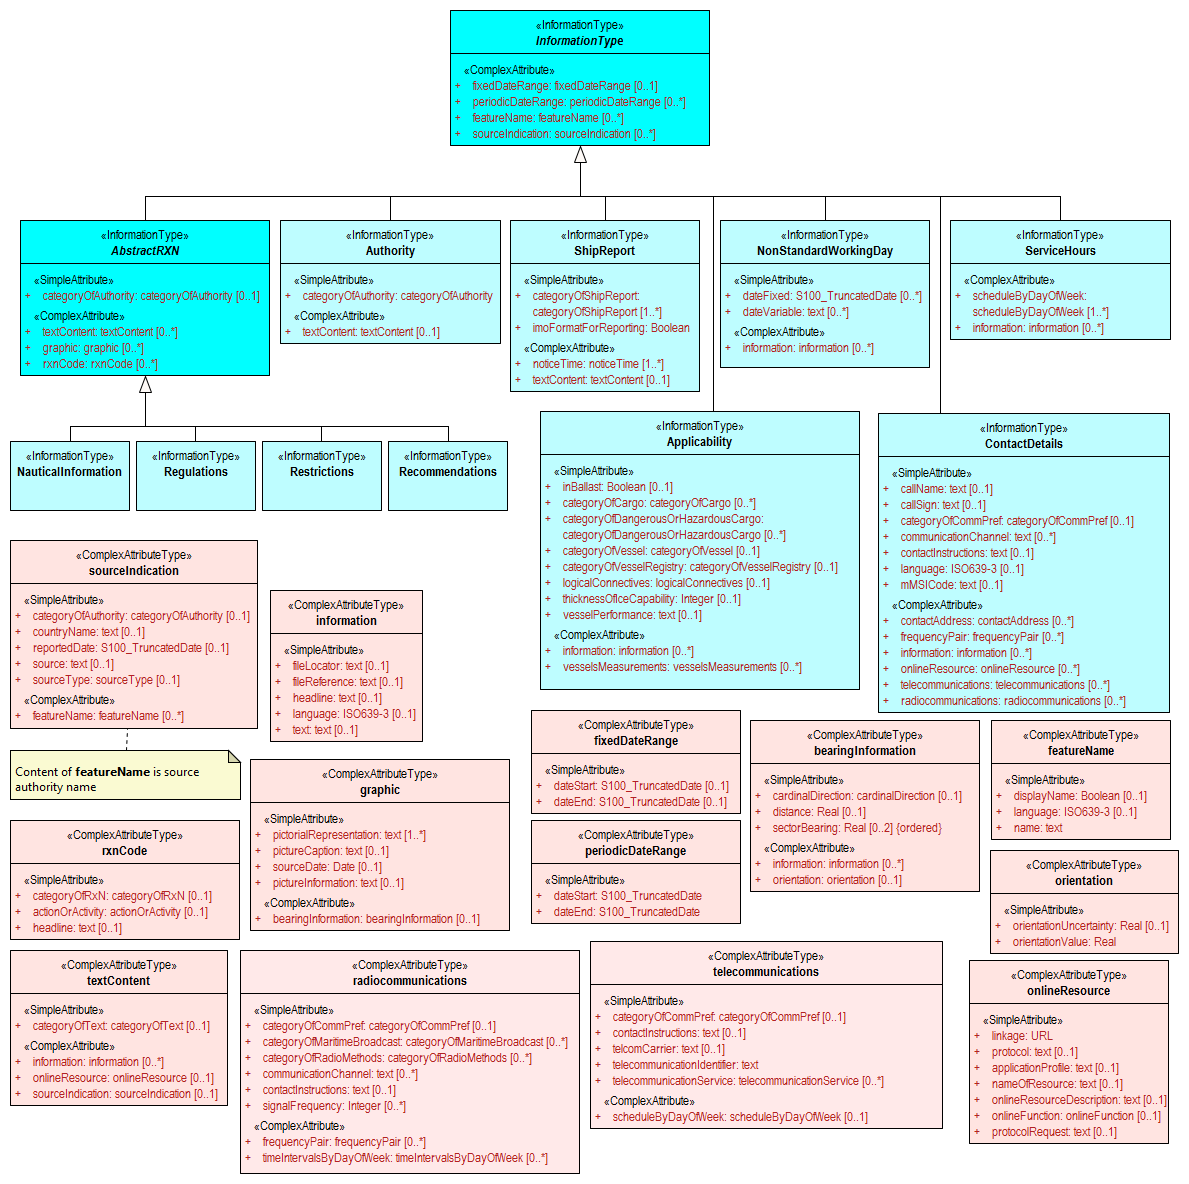 «InformationType»
InformationType
«ComplexAttribute»
+ fixedDateRange: fixedDateRange [0..1]
+ periodicDateRange: periodicDateRange [0..*]
+ featureName: featureName [0..*]
+ sourceIndication: sourceIndication [0..*]
«InformationType»
AbstractRXN
«SimpleAttribute»
+ categoryOfAuthority: categoryOfAuthority [0..1]
«ComplexAttribute»
+ textContent: textContent [0..*]
+ graphic: graphic [0..*]
+ rxnCode: rxnCode [0..*]
«InformationType»
Authority
«SimpleAttribute»
+ categoryOfAuthority: categoryOfAuthority
«ComplexAttribute»
+ textContent: textContent [0..1]
«InformationType»
ShipReport
«SimpleAttribute»
+ categoryOfShipReport:
categoryOfShipReport [1..*]
+ imoFormatForReporting: Boolean
«ComplexAttribute»
+ noticeTime: noticeTime [1..*]
+ textContent: textContent [0..1]
«InformationType»
NonStandardWorkingDay
«SimpleAttribute»
+ dateFixed: S100_TruncatedDate [0..*]
+ dateVariable: text [0..*]
«ComplexAttribute»
+ information: information [0..*]
«InformationType»
ServiceHours
«ComplexAttribute»
+ scheduleByDayOfWeek:
scheduleByDayOfWeek [1..*]
+ information: information [0..*]
«InformationType»
NauticalInformation
«InformationType»
Regulations
«InformationType»
Restrictions
«InformationType»
Recommendations
«InformationType»
Applicability
«SimpleAttribute»
+ inBallast: Boolean [0..1]
+ categoryOfCargo: categoryOfCargo [0..*]
+ categoryOfDangerousOrHazardousCargo:
categoryOfDangerousOrHazardousCargo [0..*]
+ categoryOfVessel: categoryOfVessel [0..1]
+ categoryOfVesselRegistry: categoryOfVesselRegistry [0..1]
+ logicalConnectives: logicalConnectives [0..1]
+ thicknessOfIceCapability: Integer [0..1]
+ vesselPerformance: text [0..1]
«ComplexAttribute»
+ information: information [0..*]
+ vesselsMeasurements: vesselsMeasurements [0..*]
«InformationType»
ContactDetails
«SimpleAttribute»
+ callName: text [0..1]
+ callSign: text [0..1]
+ categoryOfCommPref: categoryOfCommPref [0..1]
+ communicationChannel: text [0..*]
+ contactInstructions: text [0..1]
+ language: ISO639-3 [0..1]
+ mMSICode: text [0..1]
«ComplexAttribute»
+ contactAddress: contactAddress [0..*]
+ frequencyPair: frequencyPair [0..*]
+ information: information [0..*]
+ onlineResource: onlineResource [0..*]
+ telecommunications: telecommunications [0..*]
+ radiocommunications: radiocommunications [0..*]
«ComplexAttributeType»
sourceIndication
«SimpleAttribute»
+ categoryOfAuthority: categoryOfAuthority [0..1]
+ countryName: text [0..1]
+ reportedDate: S100_TruncatedDate [0..1]
+ source: text [0..1]
+ sourceType: sourceType [0..1]
«ComplexAttribute»
+ featureName: featureName [0..*]
Content of featureName is source
authority name
«ComplexAttributeType»
information
«SimpleAttribute»
+ fileLocator: text [0..1]
+ fileReference: text [0..1]
+ headline: text [0..1]
+ language: ISO639-3 [0..1]
+ text: text [0..1]
«ComplexAttributeType»
graphic
«SimpleAttribute»
+ pictorialRepresentation: text [1..*]
+ pictureCaption: text [0..1]
+ sourceDate: Date [0..1]
+ pictureInformation: text [0..1]
«ComplexAttribute»
+ bearingInformation: bearingInformation [0..1]
«ComplexAttributeType»
fixedDateRange
«SimpleAttribute»
+ dateStart: S100_TruncatedDate [0..1]
+ dateEnd: S100_TruncatedDate [0..1]
«ComplexAttributeType»
periodicDateRange
«SimpleAttribute»
+ dateStart: S100_TruncatedDate
+ dateEnd: S100_TruncatedDate
«ComplexAttributeType»
bearingInformation
«SimpleAttribute»
+ cardinalDirection: cardinalDirection [0..1]
+ distance: Real [0..1]
+ sectorBearing: Real [0..2] {ordered}
«ComplexAttribute»
+ information: information [0..*]
+ orientation: orientation [0..1]
«ComplexAttributeType»
featureName
«SimpleAttribute»
+ displayName: Boolean [0..1]
+ language: ISO639-3 [0..1]
+ name: text
«ComplexAttributeType»
orientation
«SimpleAttribute»
+ orientationUncertainty: Real [0..1]
+ orientationValue: Real
«ComplexAttributeType»
rxnCode
«SimpleAttribute»
+ categoryOfRxN: categoryOfRxN [0..1]
+ actionOrActivity: actionOrActivity [0..1]
+ headline: text [0..1]
«ComplexAttributeType»
textContent
«SimpleAttribute»
+ categoryOfText: categoryOfText [0..1]
«ComplexAttribute»
+ information: information [0..*]
+ onlineResource: onlineResource [0..1]
+ sourceIndication: sourceIndication [0..1]
«ComplexAttributeType»
radiocommunications
«SimpleAttribute»
+ categoryOfCommPref: categoryOfCommPref [0..1]
+ categoryOfMaritimeBroadcast: categoryOfMaritimeBroadcast [0..*]
+ categoryOfRadioMethods: categoryOfRadioMethods [0..*]
+ communicationChannel: text [0..*]
+ contactInstructions: text [0..1]
+ signalFrequency: Integer [0..*]
«ComplexAttribute»
+ frequencyPair: frequencyPair [0..*]
+ timeIntervalsByDayOfWeek: timeIntervalsByDayOfWeek [0..*]
«ComplexAttributeType»
telecommunications
«SimpleAttribute»
+ categoryOfCommPref: categoryOfCommPref [0..1]
+ contactInstructions: text [0..1]
+ telcomCarrier: text [0..1]
+ telecommunicationIdentifier: text
+ telecommunicationService: telecommunicationService [0..*]
«ComplexAttribute»
+ scheduleByDayOfWeek: scheduleByDayOfWeek [0..1]
«ComplexAttributeType»
onlineResource
«SimpleAttribute»
+ linkage: URL
+ protocol: text [0..1]
+ applicationProfile: text [0..1]
+ nameOfResource: text [0..1]
+ onlineResourceDescription: text [0..1]
+ onlineFunction: onlineFunction [0..1]
+ protocolRequest: text [0..1]